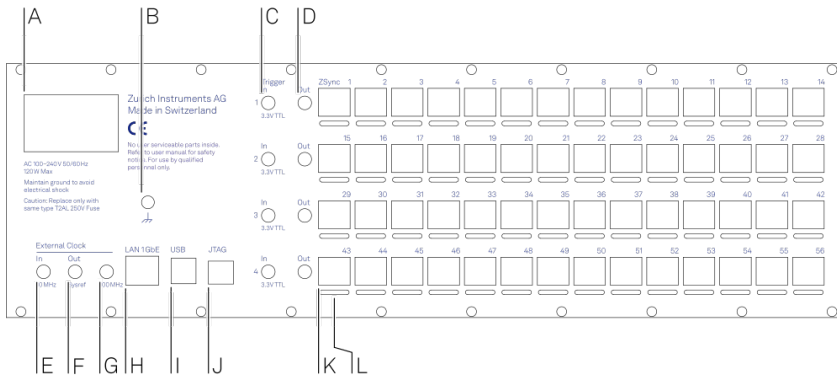 A B C D
Trigger
In Out ZSync 1 2 3 4 5 6 7 8 9 10 11 12 13 14
1
3.3V TTL
Zurich Instruments AG
Made in Switzerland
CE
No user serviceable parts inside.
Refer to user manual for safety
notice. For use by qualified
personnel only.
AC 100-240V 50/60Hz
120W Max
Maintain ground to avoid
electrical shock
Caution: Replace only with
same type T2AL 250V Fuse
In Out 15 16 17 18 19 20 21 22 23 24 25 26 27 28
2
3.3V TTL
In Out 29 30 31 32 33 34 35 36 37 38 39 40 41 42
3
3.3V TTL
External Clock
In Out LAN 1GbE USB JTAG
In Out 43 44 45 46 47 48 49 50 51 52 53 54 55 56
4
3.3V TTL
E F G H I J K L